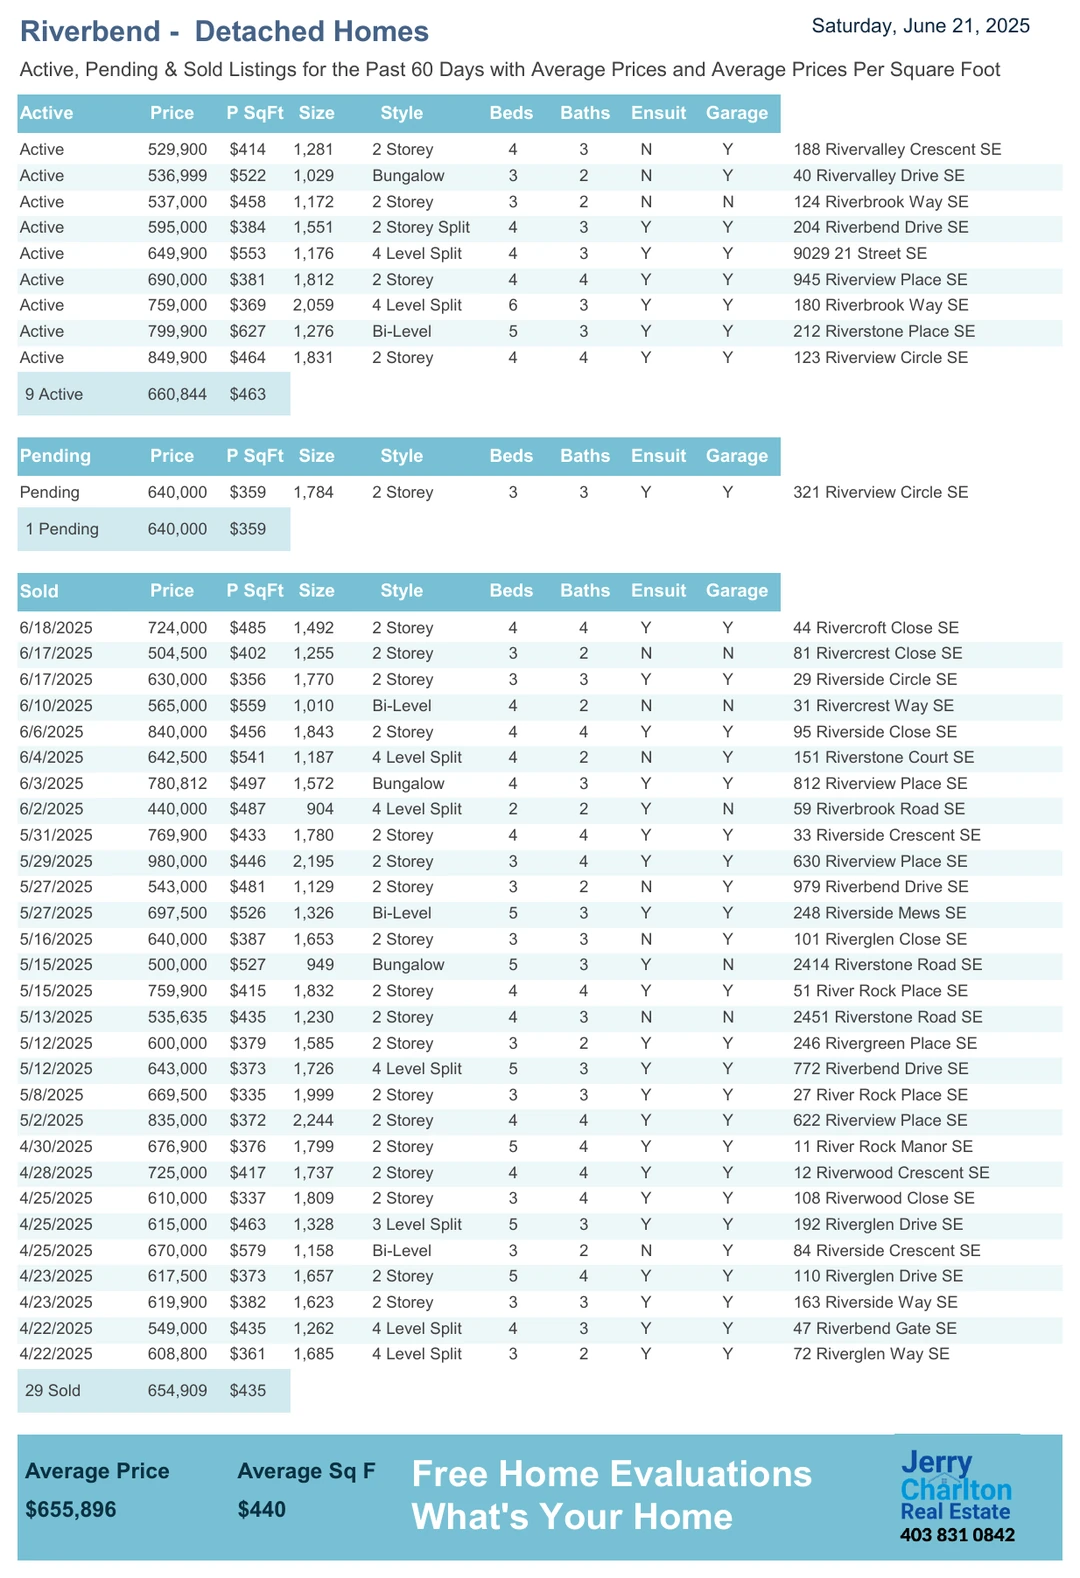 Riverbend - Detached Homes
Saturday, June 21, 2025
Active, Pending & Sold Listings for the Past 60 Days with Average Prices and Average Prices Per Square Foot
Active Price P SqFt Size Style Beds Baths Ensuit Garage
Active 529,900 $414 1,281 2 Storey 4 3 N Y 188 Rivervalley Crescent SE
Active 536,999 $522 1,029 Bungalow 3 2 N Y 40 Rivervalley Drive SE
Active 537,000 $458 1,172 2 Storey 3 2 N N 124 Riverbrook Way SE
Active 595,000 $384 1,551 2 Storey Split 4 3 Y Y 204 Riverbend Drive SE
Active 649,900 $553 1,176 4 Level Split 4 3 Y Y 9029 21 Street SE
Active 690,000 $381 1,812 2 Storey 4 4 Y Y 945 Riverview Place SE
Active 759,000 $369 2,059 4 Level Split 6 3 Y Y 180 Riverbrook Way SE
Active 799,900 $627 1,276 Bi-Level 5 3 Y Y 212 Riverstone Place SE
Active 849,900 $464 1,831 2 Storey 4 4 Y Y 123 Riverview Circle SE
9 Active 660,844 $463
Pending Price P SqFt Size Style Beds Baths Ensuit Garage
Pending 640,000 $359 1,784 2 Storey 3 3 Y Y 321 Riverview Circle SE
1 Pending 640,000 $359
Sold Price P SqFt Size Style Beds Baths Ensuit Garage
6/18/2025 724,000 $485 1,492 2 Storey 4 4 Y Y 44 Rivercroft Close SE
6/17/2025 504,500 $402 1,255 2 Storey 3 2 N N 81 Rivercrest Close SE
6/17/2025 630,000 $356 1,770 2 Storey 3 3 Y Y 29 Riverside Circle SE
6/10/2025 565,000 $559 1,010 Bi-Level 4 2 N N 31 Rivercrest Way SE
6/6/2025 840,000 $456 1,843 2 Storey 4 4 Y Y 95 Riverside Close SE
6/4/2025 642,500 $541 1,187 4 Level Split 4 2 N Y 151 Riverstone Court SE
6/3/2025 780,812 $497 1,572 Bungalow 4 3 Y Y 812 Riverview Place SE
6/2/2025 440,000 $487 904 4 Level Split 2 2 Y N 59 Riverbrook Road SE
5/31/2025 769,900 $433 1,780 2 Storey 4 4 Y Y 33 Riverside Crescent SE
5/29/2025 980,000 $446 2,195 2 Storey 3 4 Y Y 630 Riverview Place SE
5/27/2025 543,000 $481 1,129 2 Storey 3 2 N Y 979 Riverbend Drive SE
5/27/2025 697,500 $526 1,326 Bi-Level 5 3 Y Y 248 Riverside Mews SE
5/16/2025 640,000 $387 1,653 2 Storey 3 3 N Y 101 Riverglen Close SE
5/15/2025 500,000 $527 949 Bungalow 5 3 Y N 2414 Riverstone Road SE
5/15/2025 759,900 $415 1,832 2 Storey 4 4 Y Y 51 River Rock Place SE
5/13/2025 535,635 $435 1,230 2 Storey 4 3 N N 2451 Riverstone Road SE
5/12/2025 600,000 $379 1,585 2 Storey 3 2 Y Y 246 Rivergreen Place SE
5/12/2025 643,000 $373 1,726 4 Level Split 5 3 Y Y 772 Riverbend Drive SE
5/8/2025 669,500 $335 1,999 2 Storey 3 3 Y Y 27 River Rock Place SE
5/2/2025 835,000 $372 2,244 2 Storey 4 4 Y Y 622 Riverview Place SE
4/30/2025 676,900 $376 1,799 2 Storey 5 4 Y Y 11 River Rock Manor SE
4/28/2025 725,000 $417 1,737 2 Storey 4 4 Y Y 12 Riverwood Crescent SE
4/25/2025 610,000 $337 1,809 2 Storey 3 4 Y Y 108 Riverwood Close SE
4/25/2025 615,000 $463 1,328 3 Level Split 5 3 Y Y 192 Riverglen Drive SE
4/25/2025 670,000 $579 1,158 Bi-Level 3 2 N Y 84 Riverside Crescent SE
4/23/2025 617,500 $373 1,657 2 Storey 5 4 Y Y 110 Riverglen Drive SE
4/23/2025 619,900 $382 1,623 2 Storey 3 3 Y Y 163 Riverside Way SE
4/22/2025 549,000 $435 1,262 4 Level Split 4 3 Y Y 47 Riverbend Gate SE
4/22/2025 608,800 $361 1,685 4 Level Split 3 2 Y Y 72 Riverglen Way SE
29 Sold 654,909 $435
Average Price Average Sq F
$655,896 $440
Free Home Evaluations
What's Your Home
Jerry
Charlton
Real Estate
403 831 0842